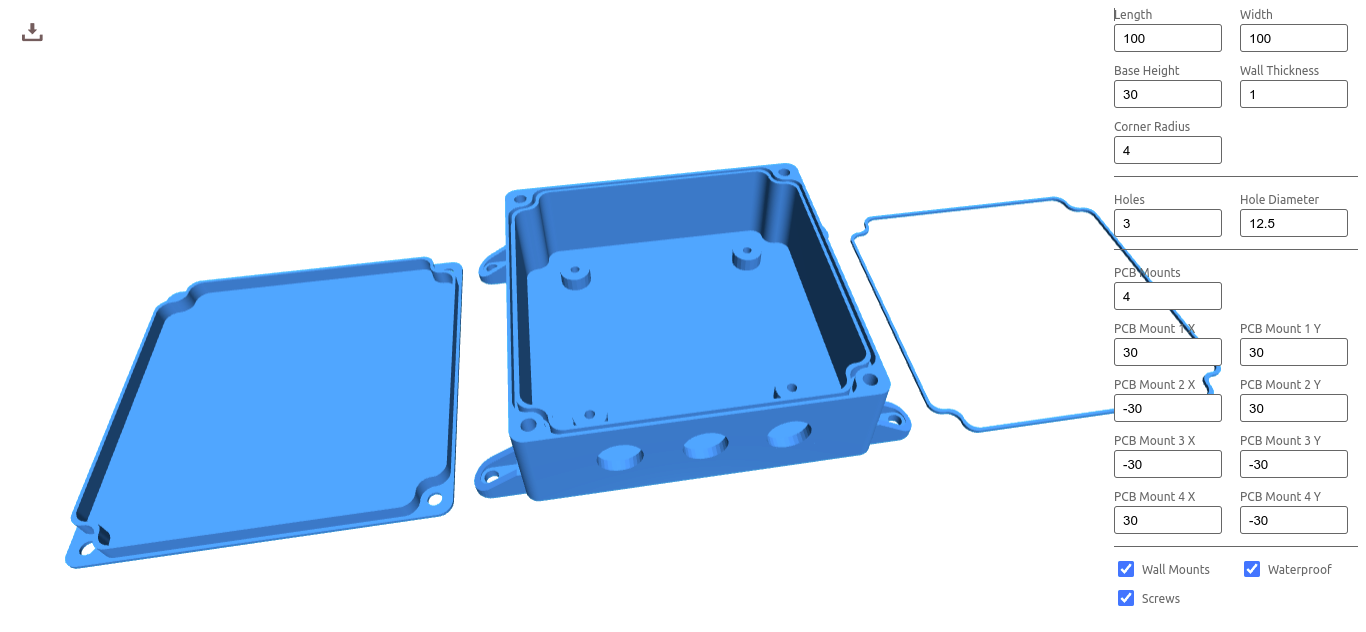 Length Width
100 100
Base Height Wall Thickness
30 1
Corner Radius
4
Holes Hole Diameter
3 12.5
PCB Mounts
4
PCB Mount 1 X PCB Mount 1 Y
30 30
PCB Mount 2 X PCB Mount 2 Y
-30 30
PCB Mount 3 X PCB Mount 3 Y
-30 -30
PCB Mount 4 X PCB Mount 4 Y
30 -30
Wall Mounts Waterproof
Screws